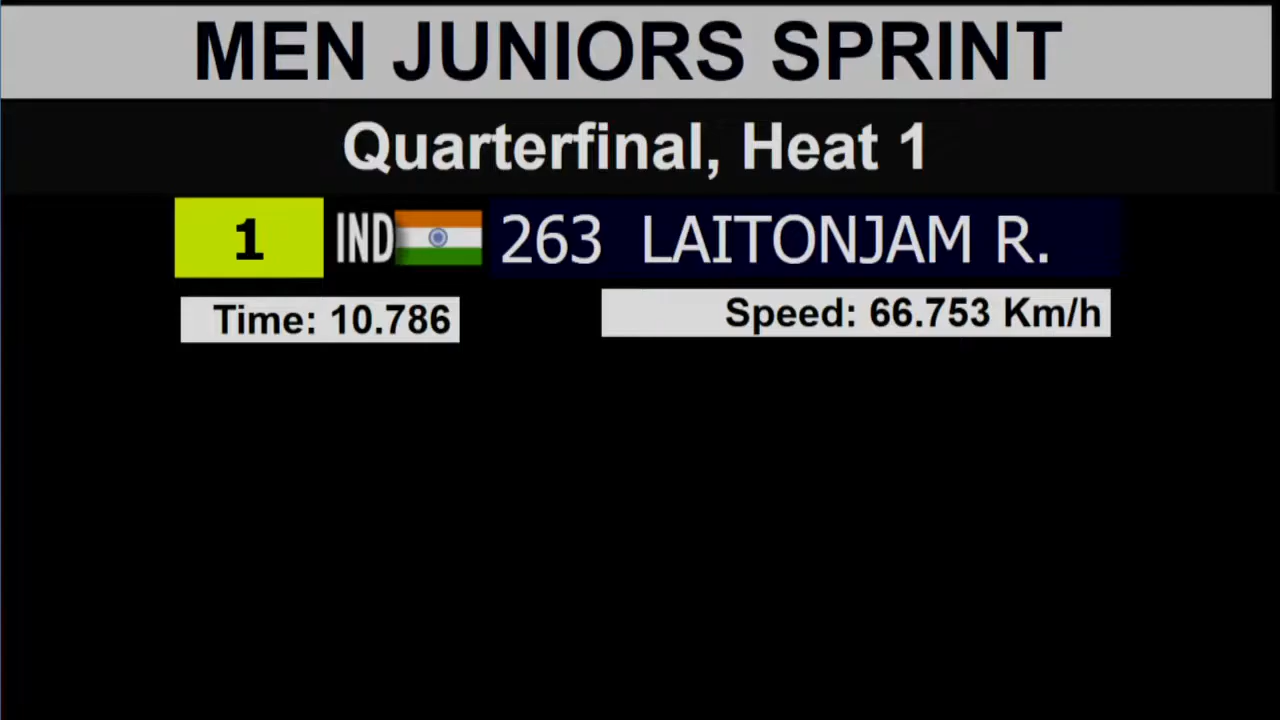 MEN JUNIORS SPRINT
Quarterfinal, Heat 1
1 IND 263 LAITONJAM R.
Time: 10.786 Speed: 66.753 Km/h